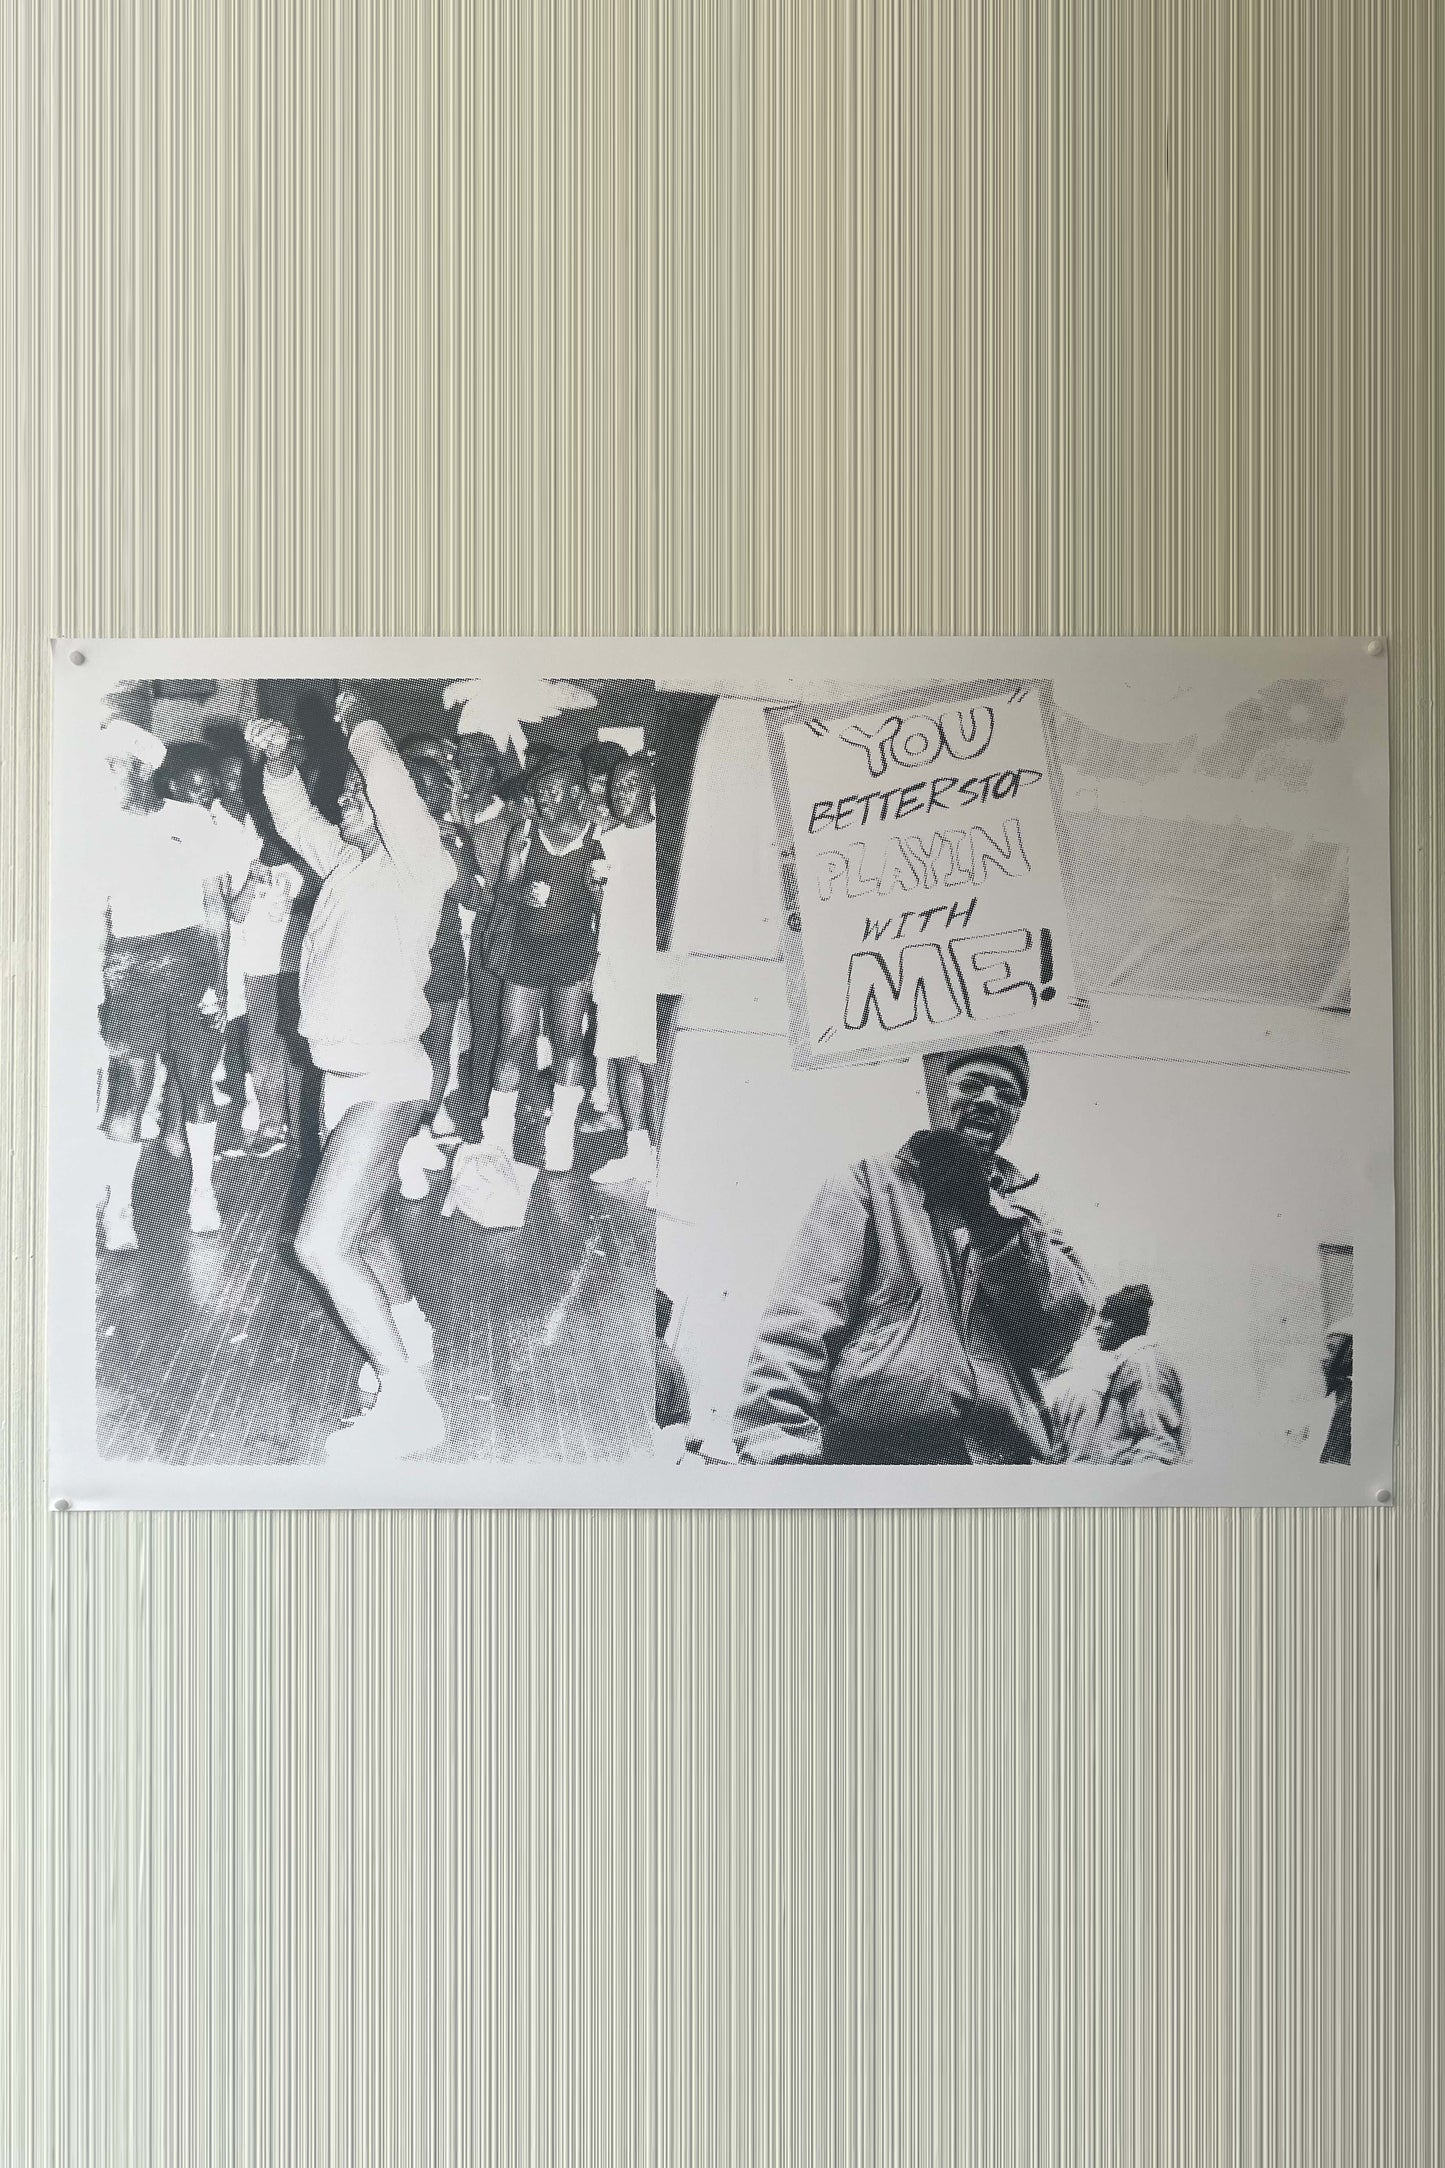 "YOU
BETTER STOP
PLAYIN
WITH
ME!"